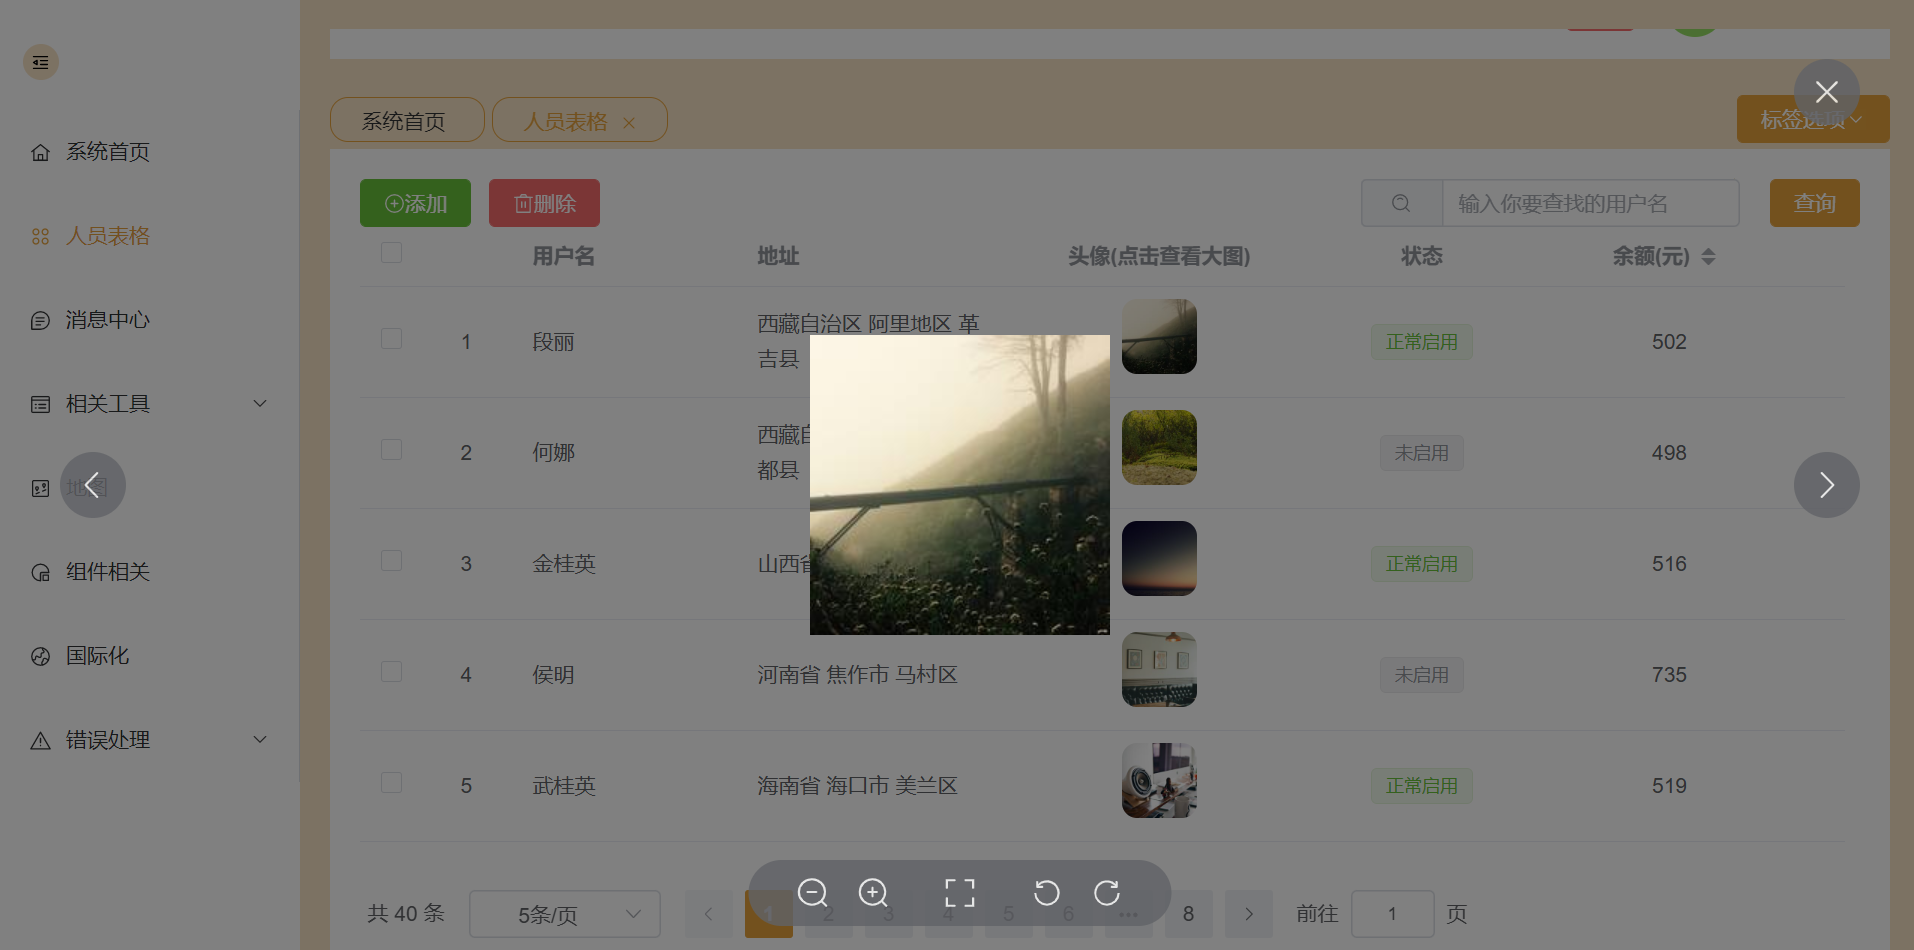 系统首页
人员表格
消息中心
相关工具
地图
组件相关
国际化
错误处理
系统首页 人员表格
标签选项
添加 删除 输入你要查找的用户名 查询
用户名 地址 头像(点击查看大图) 状态 余额(元)
1 段丽 西藏自治区 阿里地区 革
吉县 正常启用 502
2 何娜 西藏自
都县 未启用 498
3 金桂英 山西省 正常启用 516
4 侯明 河南省 焦作市 马村区 未启用 735
5 武桂英 海南省 海口市 美兰区 正常启用 519
共 40 条 5条/页 1 2 3 4 5 6 ••• 8 前往 1 页